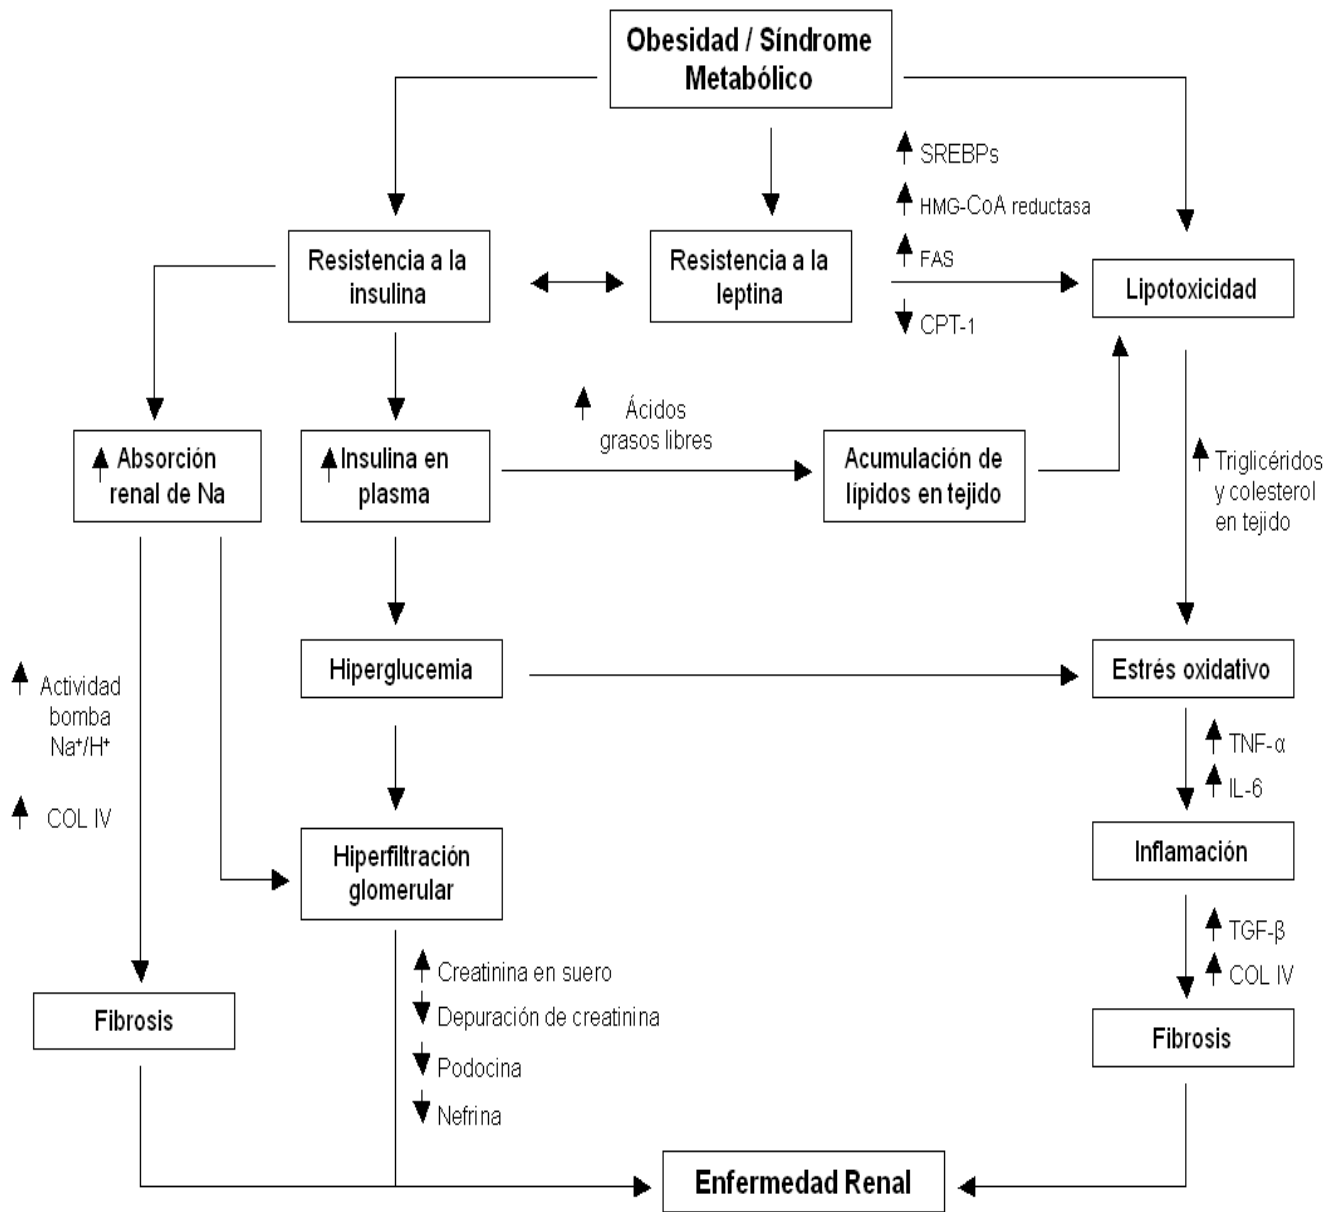 Obesidad / Síndrome
Metabólico
SREBPs
HMG-CoA reductasa
FAS
CPT-1
Resistencia a la
insulina
Resistencia a la
leptina
Lipotoxicidad
Ácidos
grasos libres
Absorción
renal de Na
Insulina en
plasma
Acumulación de
lípidos en tejido
Triglicéridos
y colesterol
en tejido
Hiperglucemia
Estrés oxidativo
Actividad
bomba
Na⁺/H⁺
COL IV
TNF-α
IL-6
Hiperfiltración
glomerular
Inflamación
TGF-β
COL IV
Creatinina en suero
Depuración de creatinina
Podocina
Nefrina
Fibrosis
Fibrosis
Enfermedad Renal